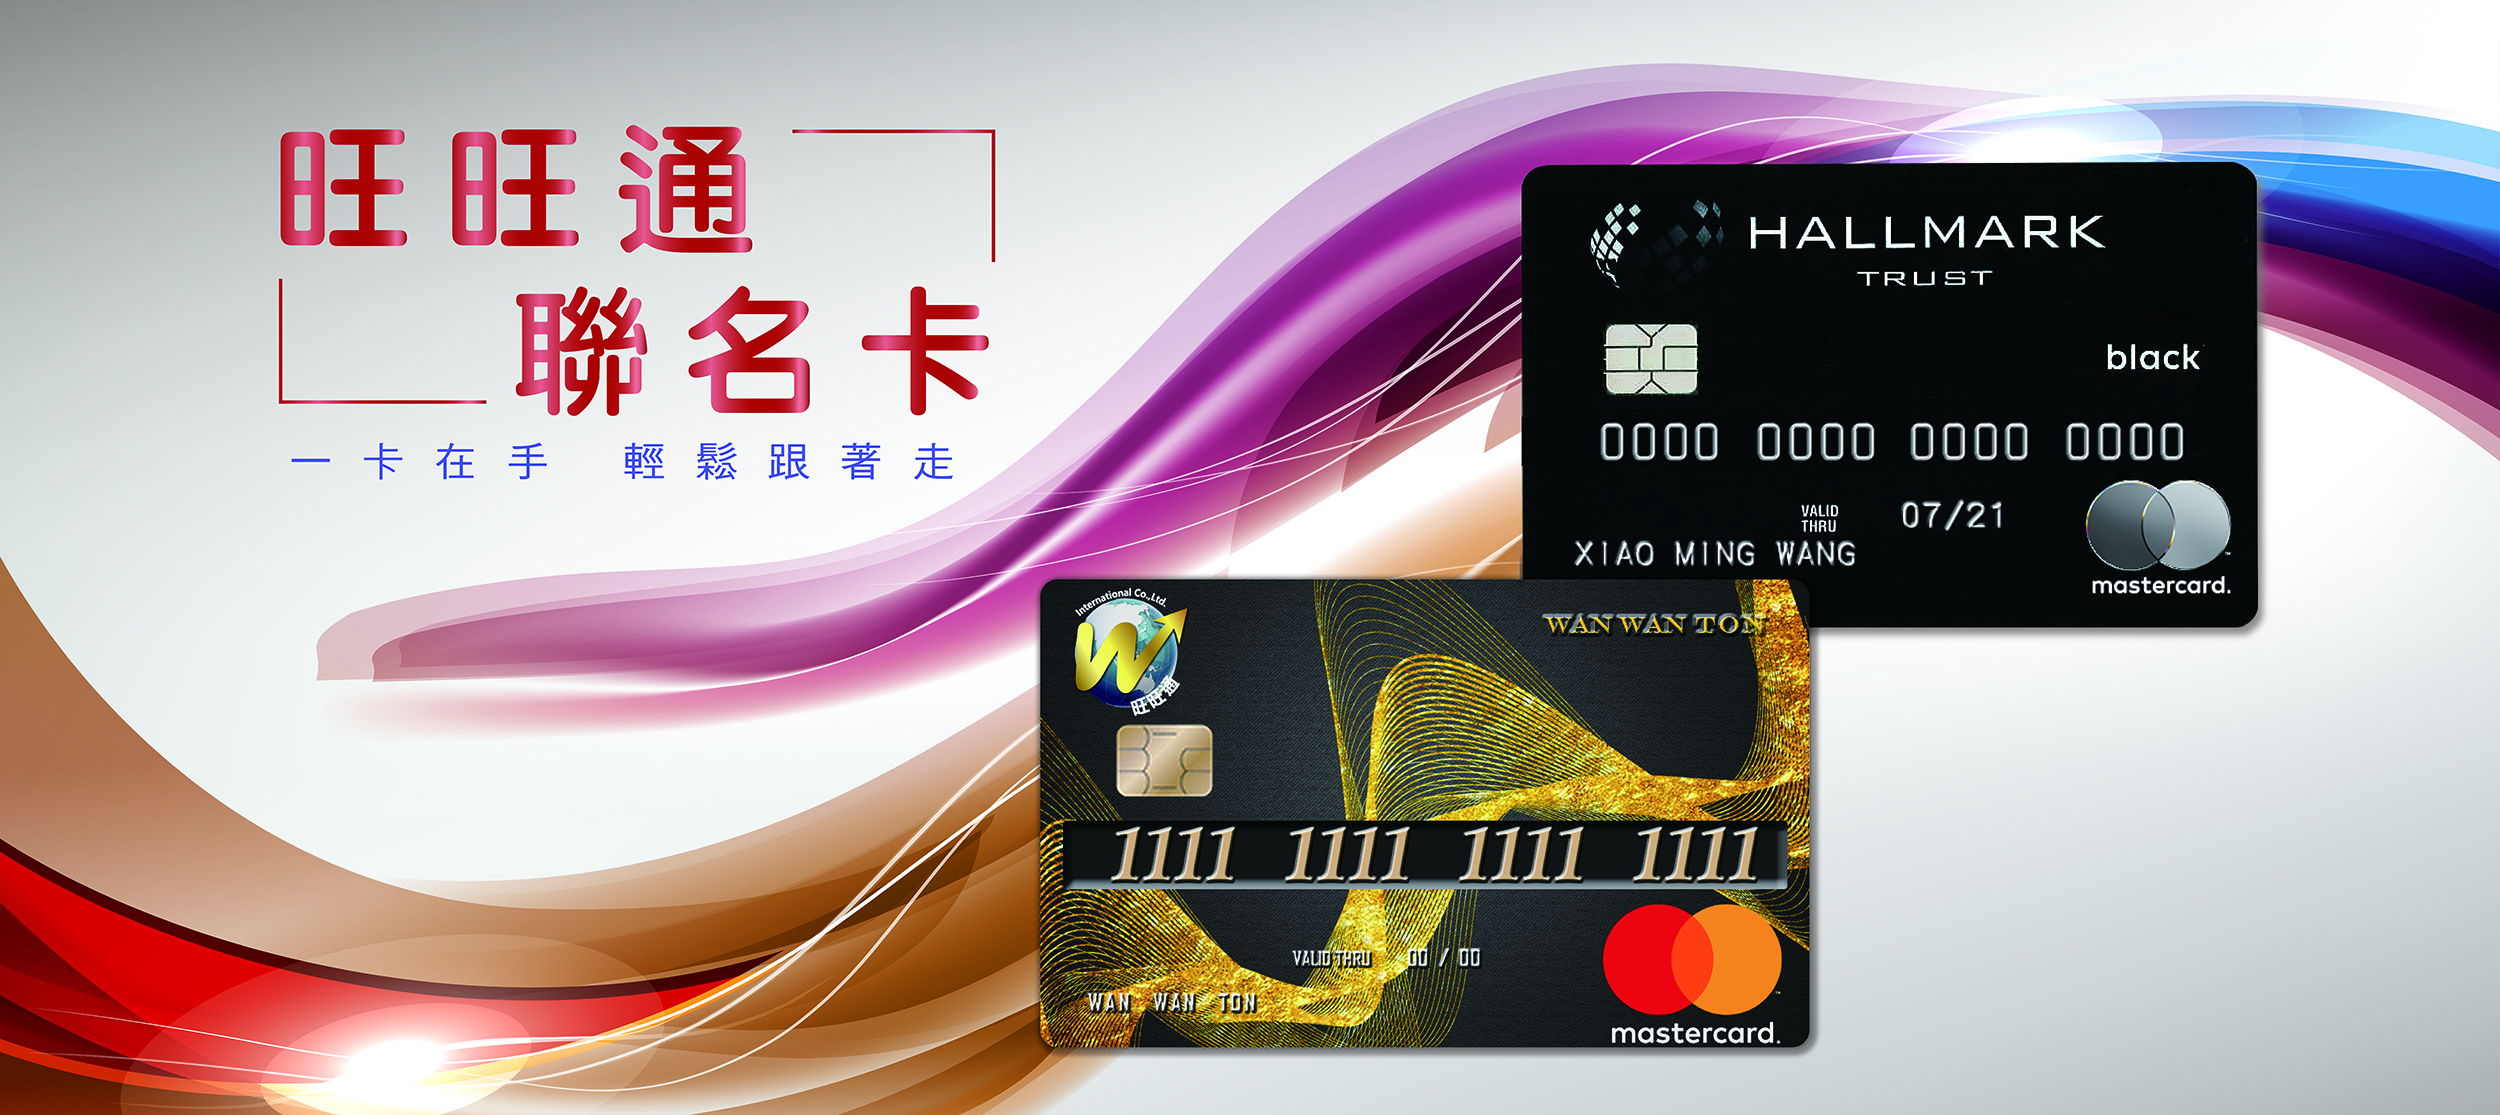 旺旺通
聯名卡
一卡在手 輕鬆跟著走
HALLMARK
TRUST
black
0000 0000 0000 0000
VALID
THRU
07/21
XIAO MING WANG
mastercard.
International Co.,Ltd.
W
旺旺通
WAN WAN TON
1111 1111 1111 1111
VALID THRU 00 / 00
WAN WAN TON
mastercard.